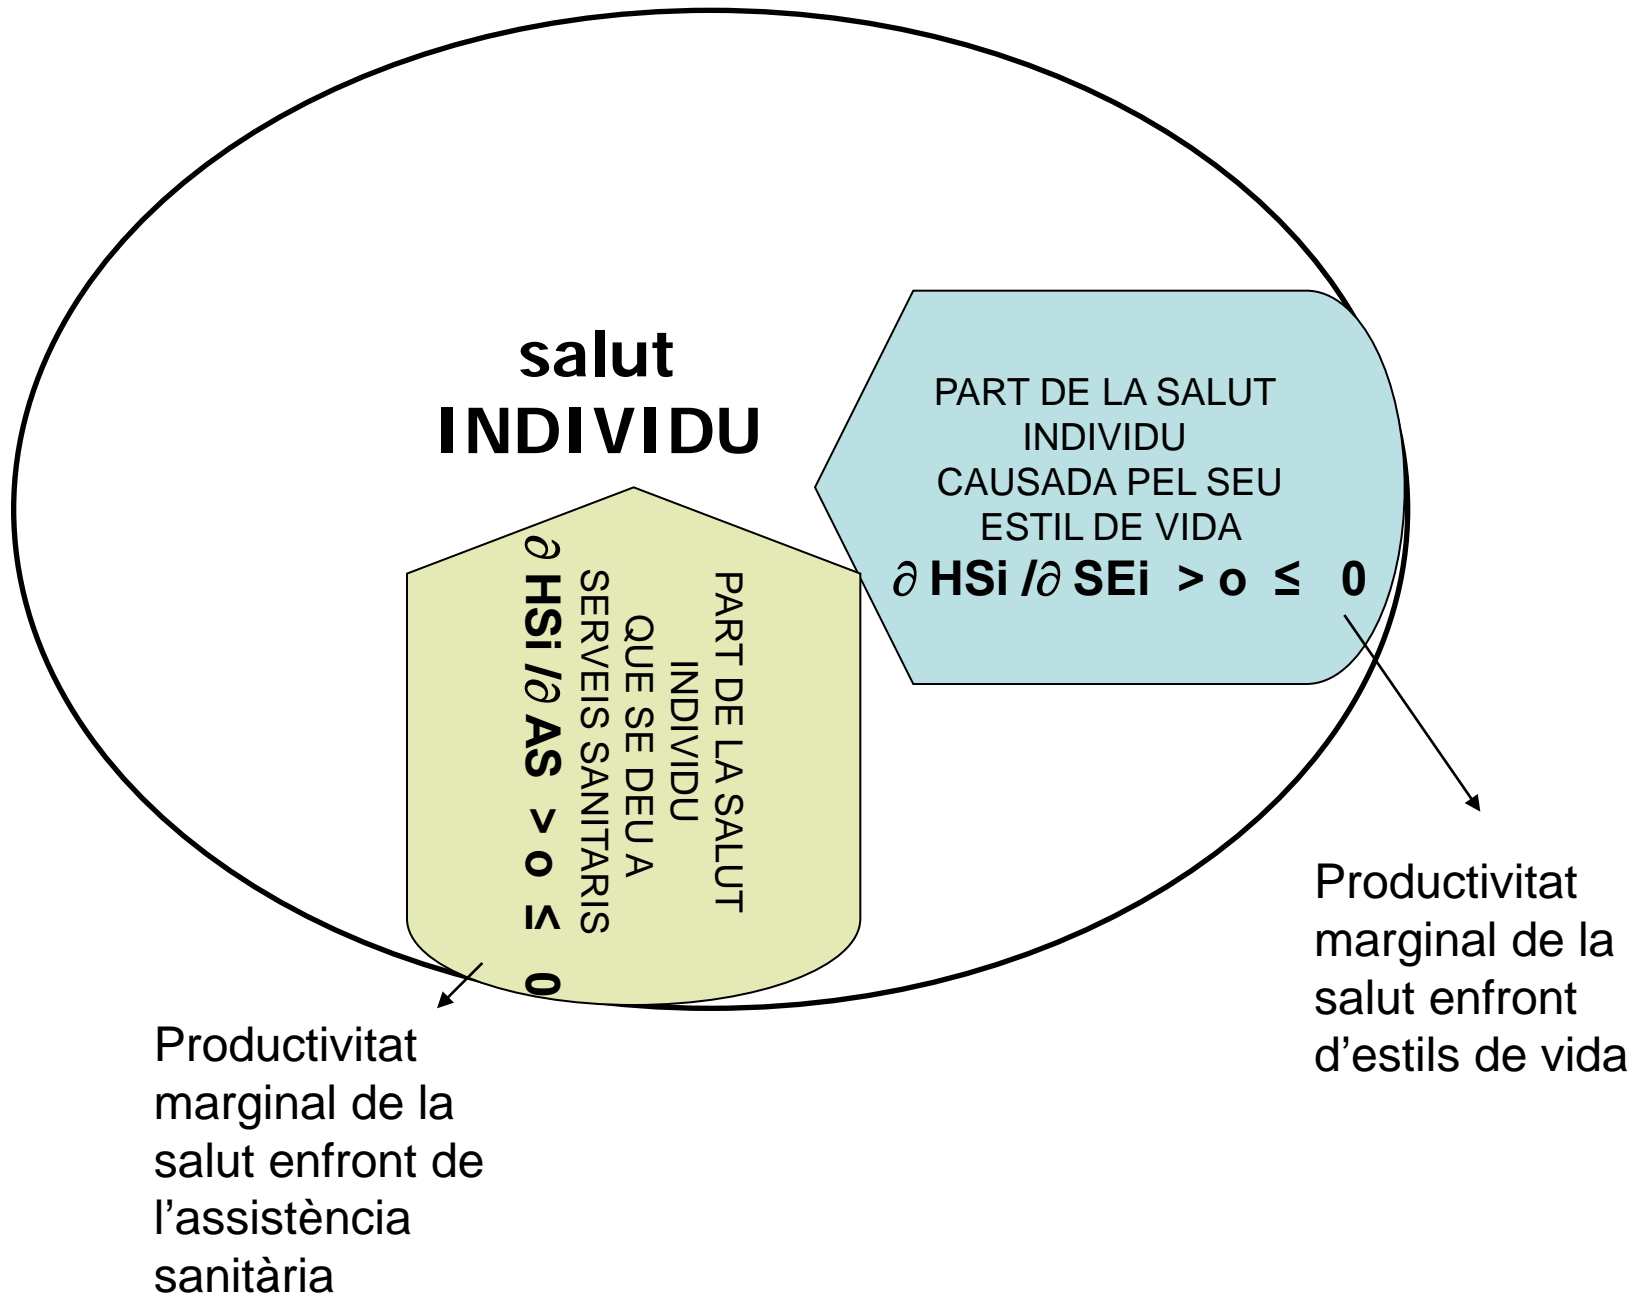 salut
INDIVIDU
PART DE LA SALUT
INDIVIDU
CAUSADA PEL SEU
ESTIL DE VIDA
∂ HSi /∂ SEi > o ≤ 0
PART DE LA SALUT
INDIVIDU
QUE SE DEU A
SERVEIS SANITARIS
∂ HSi /∂ AS > o ≤ 0
Productivitat
marginal de la
salut enfront
d’estils de vida
Productivitat
marginal de la
salut enfront de
l’assistència
sanitària